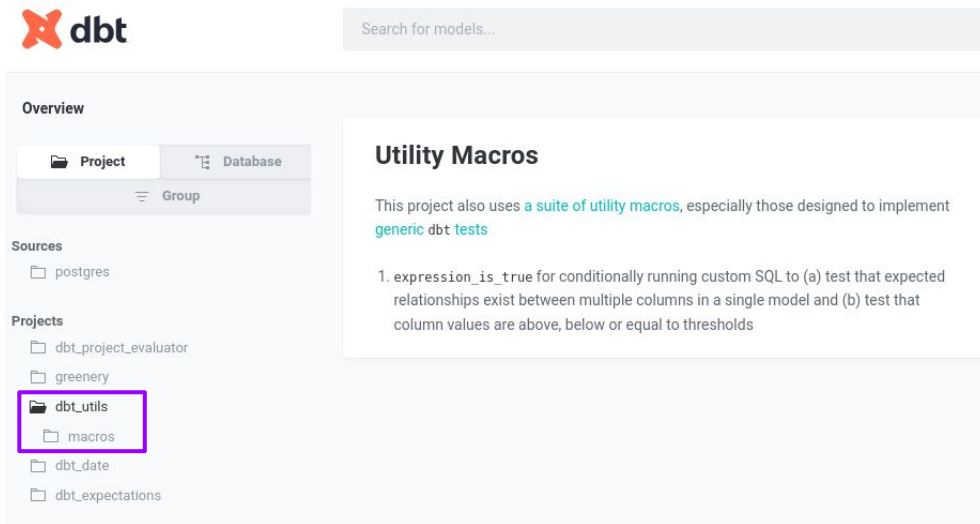 dbt
Search for models...
Overview
Project
Database
Group
Sources
postgres
Projects
dbt_project_evaluator
greenery
dbt_utils
macros
dbt_date
dbt_expectations
Utility Macros
This project also uses a suite of utility macros, especially those designed to implement
generic dbt tests
1. expression_is_true for conditionally running custom SQL to (a) test that expected
relationships exist between multiple columns in a single model and (b) test that
column values are above, below or equal to thresholds